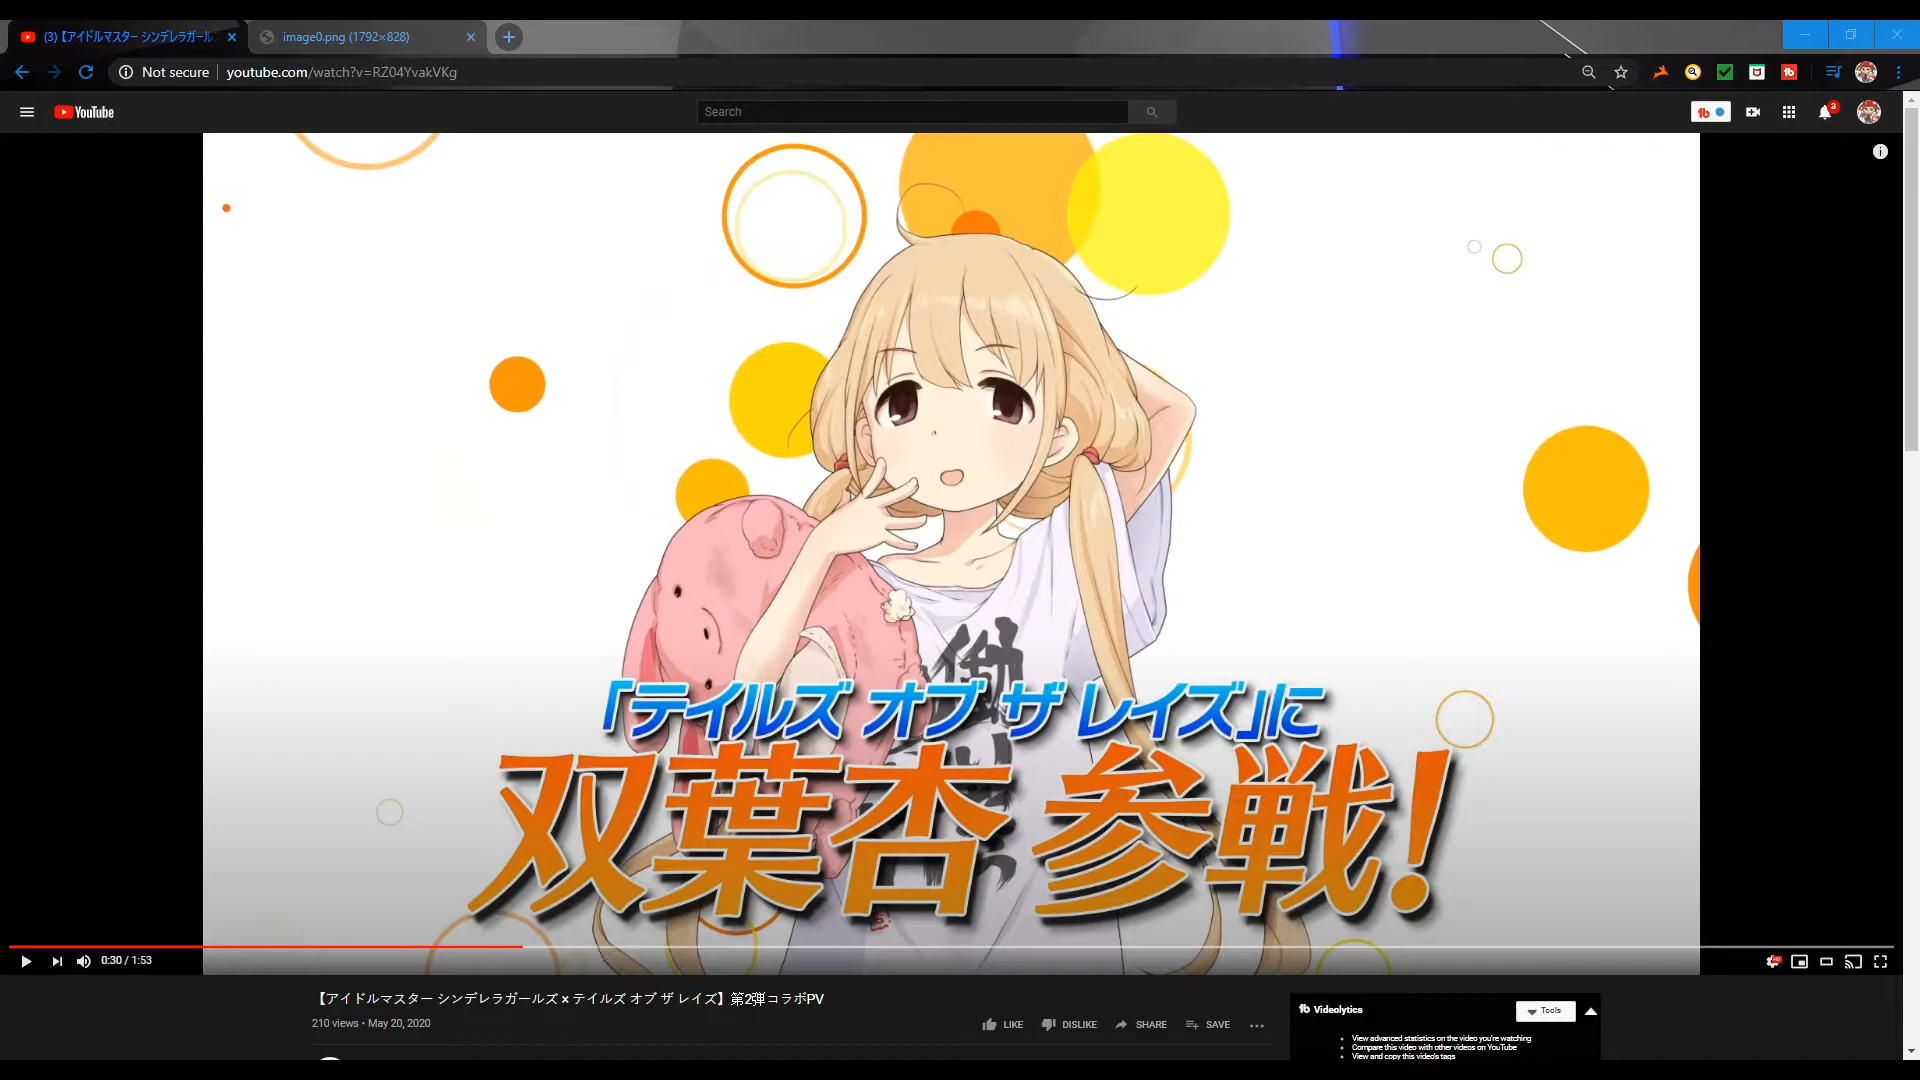 (3)【アイドルマスター シンデレラガール
image0.png (1792×828)
Not secure
youtube.com/watch?v=RZ04YvakVKg
YouTube
Search
3
働
「テイルズ オブ ザ レイズ」に
双葉杏 参戦!
0:30 / 1:53
【アイドルマスター シンデレラガールズ × テイルズ オブ ザ レイズ】第2弾コラボPV
210 views • May 20, 2020
LIKE
DISLIKE
SHARE
SAVE
Videolytics
Tools
View advanced statistics on the video you're watching
Compare this video with other videos on YouTube
View and copy this video's tags